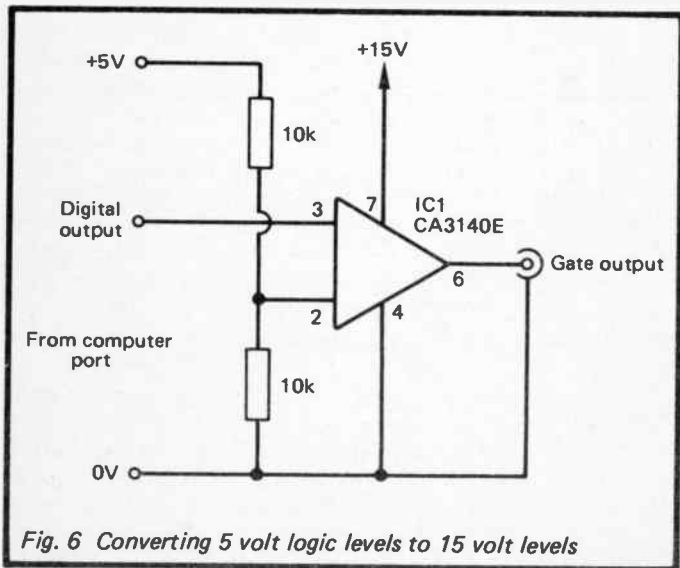 +5V
+15V
10k
Digital
output
3
7
IC1
CA3140E
6
Gate output
2
4
From computer
port
10k
0V
Fig. 6 Converting 5 volt logic levels to 15 volt levels